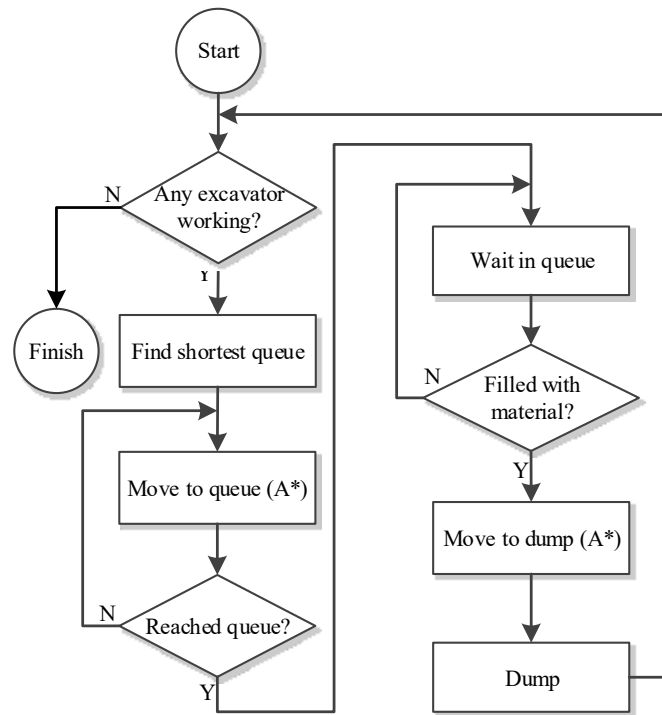 Start
N
Any excavator
working?
Finish
Find shortest queue
Move to queue (A*)
N
Reached queue?
Y
Wait in queue
N
Filled with
material?
Y
Move to dump (A*)
Dump